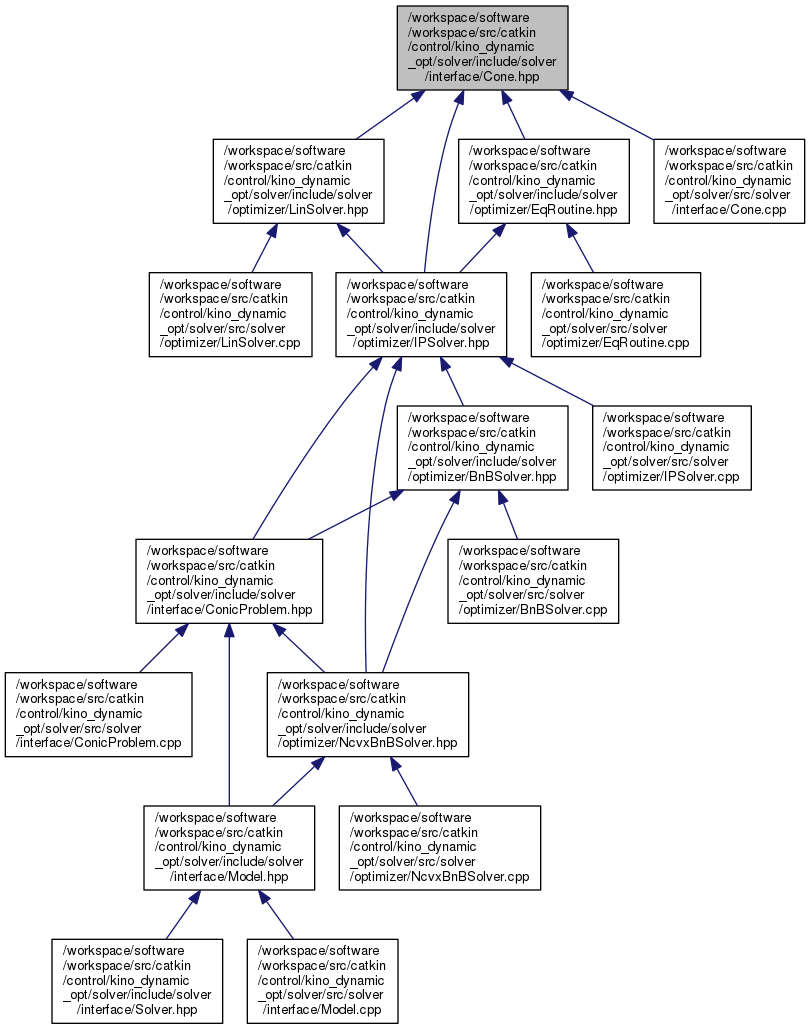 /workspace/software
/workspace/src/catkin
/control/kino_dynamic
_opt/solver/include/solver
/interface/Cone.hpp
/workspace/software
/workspace/src/catkin
/control/kino_dynamic
_opt/solver/include/solver
/optimizer/LinSolver.hpp
/workspace/software
/workspace/src/catkin
/control/kino_dynamic
_opt/solver/include/solver
/optimizer/EqRoutine.hpp
/workspace/software
/workspace/src/catkin
/control/kino_dynamic
_opt/solver/src/solver
/interface/Cone.cpp
/workspace/software
/workspace/src/catkin
/control/kino_dynamic
_opt/solver/src/solver
/optimizer/LinSolver.cpp
/workspace/software
/workspace/src/catkin
/control/kino_dynamic
_opt/solver/include/solver
/optimizer/IPSolver.hpp
/workspace/software
/workspace/src/catkin
/control/kino_dynamic
_opt/solver/src/solver
/optimizer/EqRoutine.cpp
/workspace/software
/workspace/src/catkin
/control/kino_dynamic
_opt/solver/include/solver
/optimizer/BnBSolver.hpp
/workspace/software
/workspace/src/catkin
/control/kino_dynamic
_opt/solver/src/solver
/optimizer/IPSolver.cpp
/workspace/software
/workspace/src/catkin
/control/kino_dynamic
_opt/solver/include/solver
/interface/ConicProblem.hpp
/workspace/software
/workspace/src/catkin
/control/kino_dynamic
_opt/solver/src/solver
/optimizer/BnBSolver.cpp
/workspace/software
/workspace/src/catkin
/control/kino_dynamic
_opt/solver/src/solver
/interface/ConicProblem.cpp
/workspace/software
/workspace/src/catkin
/control/kino_dynamic
_opt/solver/include/solver
/optimizer/NcvxBnBSolver.hpp
/workspace/software
/workspace/src/catkin
/control/kino_dynamic
_opt/solver/include/solver
/interface/Model.hpp
/workspace/software
/workspace/src/catkin
/control/kino_dynamic
_opt/solver/src/solver
/optimizer/NcvxBnBSolver.cpp
/workspace/software
/workspace/src/catkin
/control/kino_dynamic
_opt/solver/include/solver
/interface/Solver.hpp
/workspace/software
/workspace/src/catkin
/control/kino_dynamic
_opt/solver/src/solver
/interface/Model.cpp